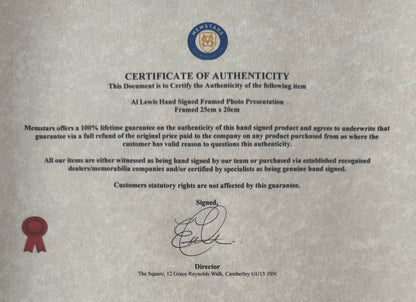 MEMSTARS
CERTIFICATE OF AUTHENTICITY
This Document is to Certify the Authenticity of the following item
Al Lewis Hand Signed Framed Photo Presentation
Framed 25cm x 20cm
Memstars offers a 100% lifetime guarantee on the authenticity of this hand signed product and agrees to underwrite that
guarantee via a full refund of the original price paid to the company on any product purchased from us where the
customer has valid reason to questions this authenticity.
All our items are either witnessed as being hand signed by our team or purchased via established recognised
dealers/memorabilia companies and/or certified by specialists as being genuine hand signed.
Customers statutory rights are not affected by this guarantee.
Signed,
Director
The Square, 12 Grace Reynolds Walk, Camberley GU15 3SN